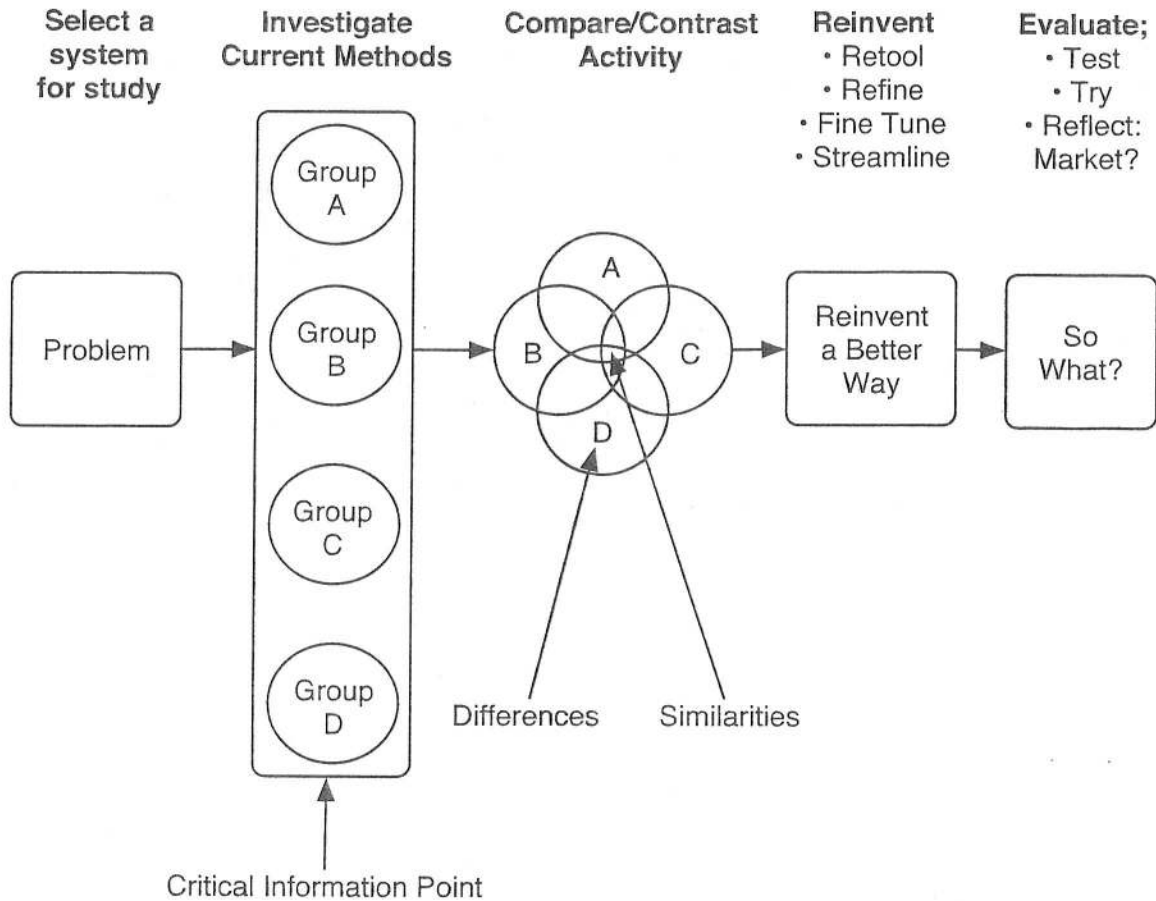 Select a
system
for study
Investigate
Current Methods
Compare/Contrast
Activity
Reinvent
• Retool
• Refine
• Fine Tune
• Streamline
Evaluate;
• Test
• Try
• Reflect:
Market?
Problem
Group
A
Group
B
Group
C
Group
D
A
B
C
D
Reinvent
a Better
Way
So
What?
Differences
Similarities
Critical Information Point